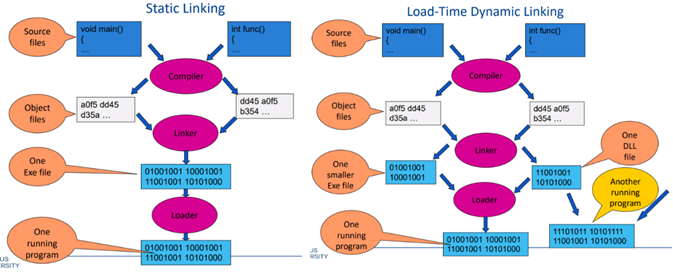 Static Linking
Source
files
void main()
{
…
int func()
{
…
Compiler
Object
files
a0f5 dd45
d35a …
dd45 a0f5
b354 …
Linker
One
Exe file
01001001 10001001
11001001 10101000
Loader
One
running
program
01001001 10001001
11001001 10101000
US
ERSITY
Load-Time Dynamic Linking
Source
files
void main()
{
…
int func()
{
…
Compiler
Object
files
a0f5 dd45
d35a …
dd45 a0f5
b354 …
Linker
One
smaller
Exe file
01001001
10001001
11001001
10101000
One
DLL
file
Another
running
program
Loader
One
running
program
01001001 10001001
11001001 10101000
11101011 10101111
11001001 10101000
US
RSITY